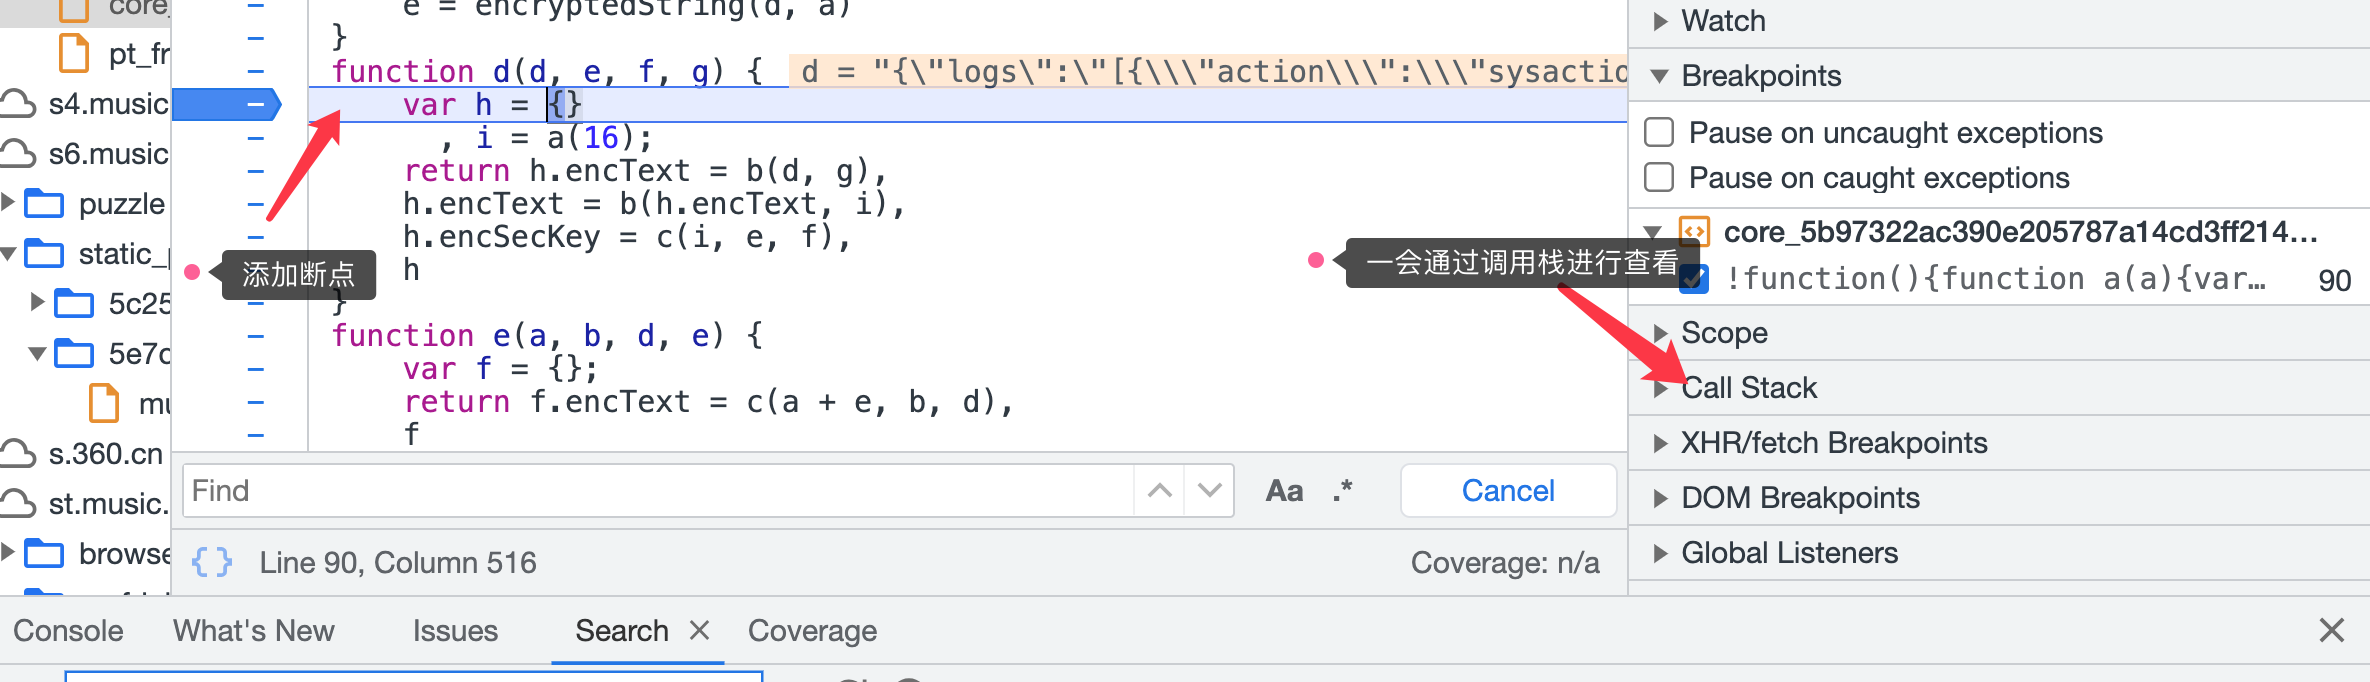 core_
pt_fr
s4.music
s6.music
puzzle
static_p
5c25
5e7c
mu
s.360.cn
st.music.
browse
e = encryptedString(d, a)
}
function d(d, e, f, g) { d = "{\"logs\":\"[{\\\"action\\\":\\\"sysactio
var h = {}
, i = a(16);
return h.encText = b(d, g),
h.encText = b(h.encText, i),
h.encSecKey = c(i, e, f),
h
}
function e(a, b, d, e) {
var f = {};
return f.encText = c(a + e, b, d),
f
添加断点
一会通过调用栈进行查看
Find
Aa .* Cancel
{ } Line 90, Column 516
Coverage: n/a
Watch
Breakpoints
Pause on uncaught exceptions
Pause on caught exceptions
core_5b97322ac390e205787a14cd3ff214…
!function(){function a(a){var… 90
Scope
Call Stack
XHR/fetch Breakpoints
DOM Breakpoints
Global Listeners
Console What's New Issues Search Coverage